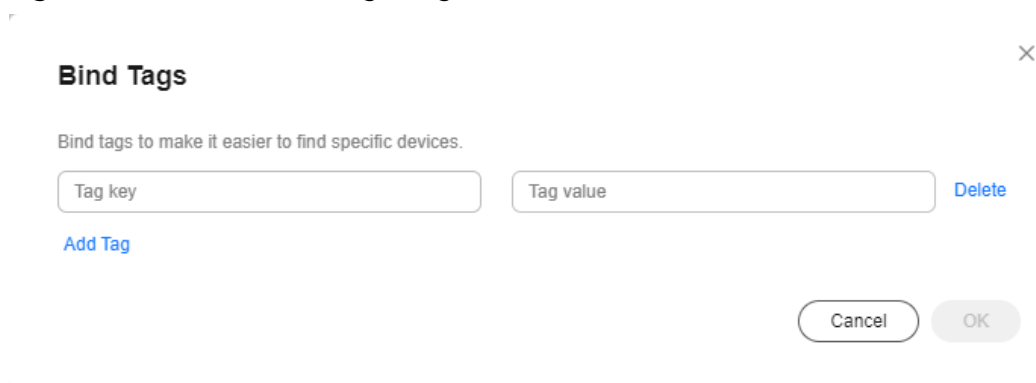 Bind Tags
Bind tags to make it easier to find specific devices.
Tag key
Tag value
Delete
Add Tag
Cancel
OK